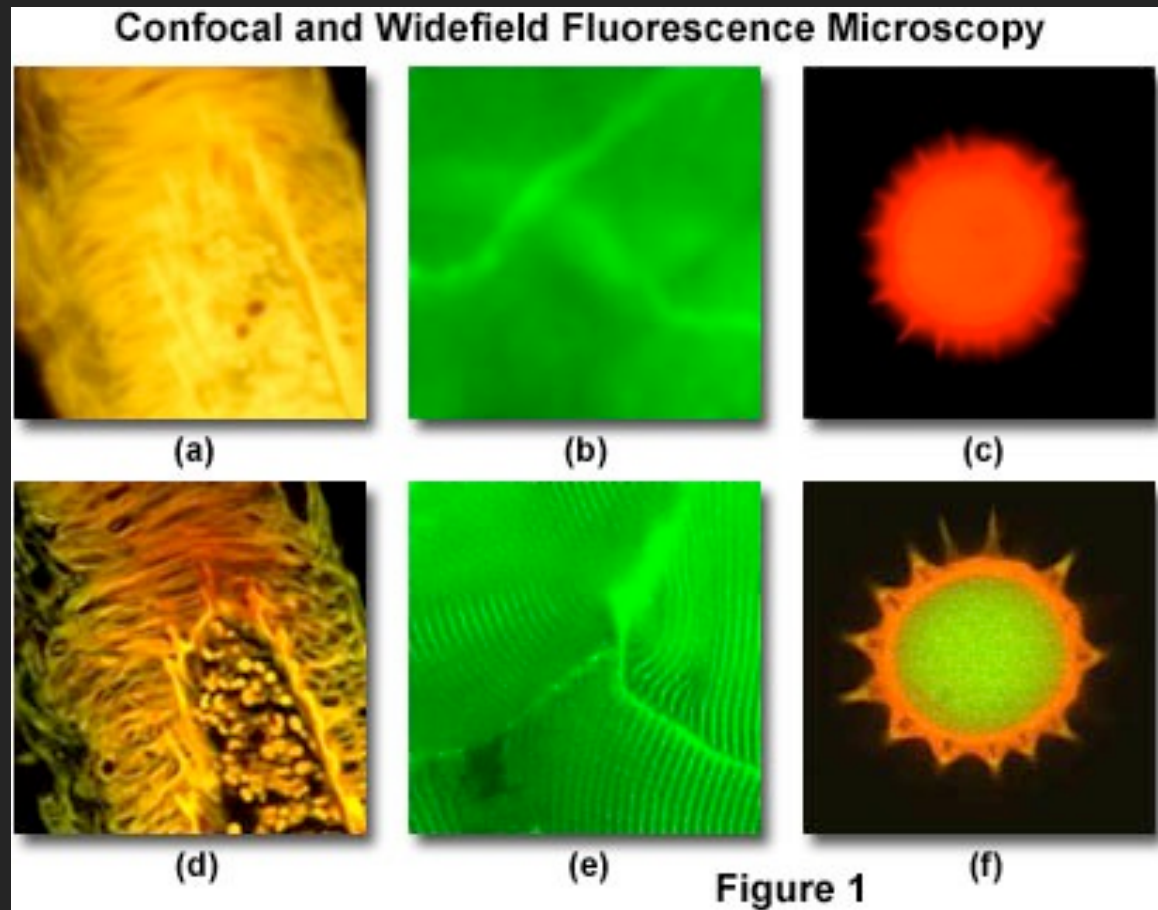 Confocal and Widefield Fluorescence Microscopy
(a) (b) (c)
(d) (e) (f)
Figure 1